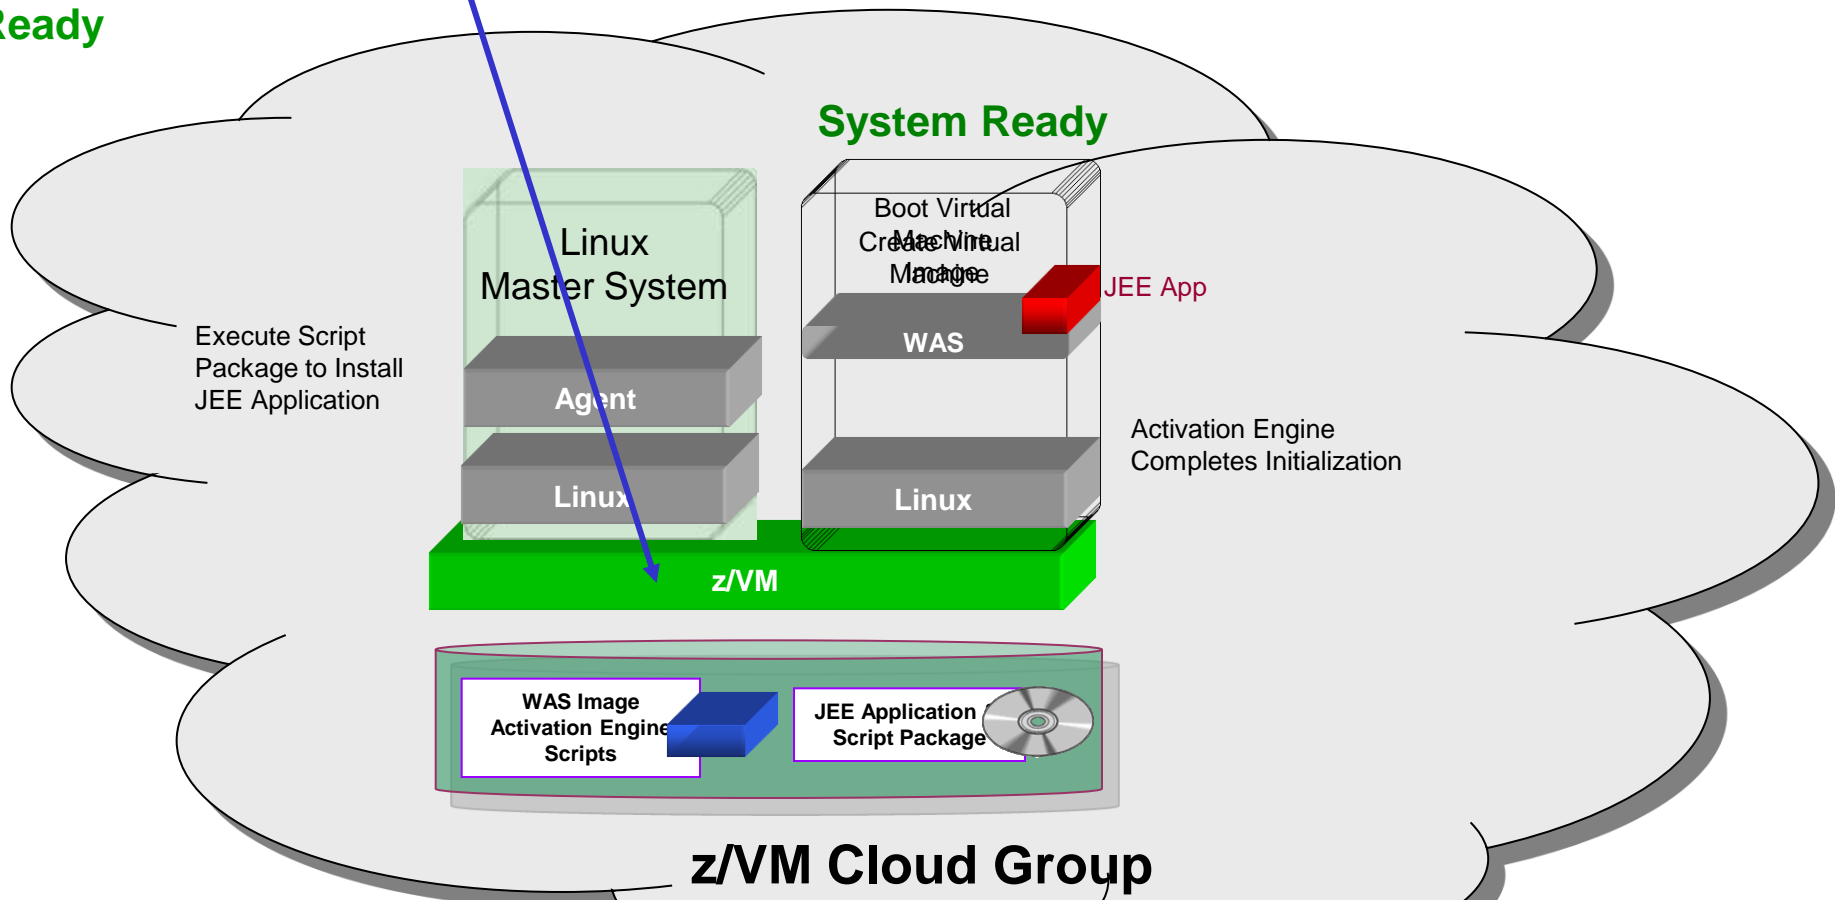 Ready
System Ready
Boot Virtual
Machine
Image
Create Virtual
Machine
Linux
Master System
JEE App
WAS
Execute Script
Package to Install
JEE Application
Agent
Activation Engine
Completes Initialization
Linux
Linux
z/VM
WAS Image
Activation Engine
Scripts
JEE Application
Script Package
z/VM Cloud Group